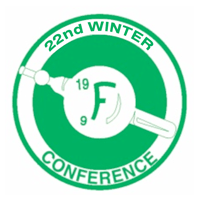 22nd WINTER
19 F
9
CONFERENCE